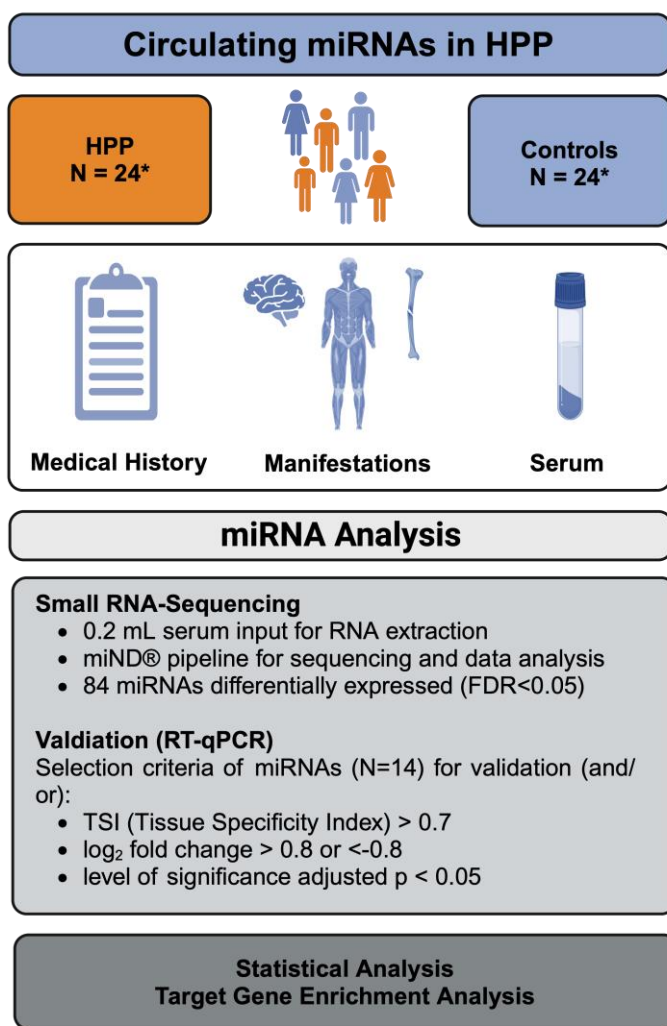 Circulating miRNAs in HPP
HPP
N = 24*
Controls
N = 24*
Medical History
Manifestations
Serum
miRNA Analysis
Small RNA-Sequencing
• 0.2 mL serum input for RNA extraction
• miND® pipeline for sequencing and data analysis
• 84 miRNAs differentially expressed (FDR<0.05)
Valdiation (RT-qPCR)
Selection criteria of miRNAs (N=14) for validation (and/
or):
• TSI (Tissue Specificity Index) > 0.7
• log₂ fold change > 0.8 or <-0.8
• level of significance adjusted p < 0.05
Statistical Analysis
Target Gene Enrichment Analysis